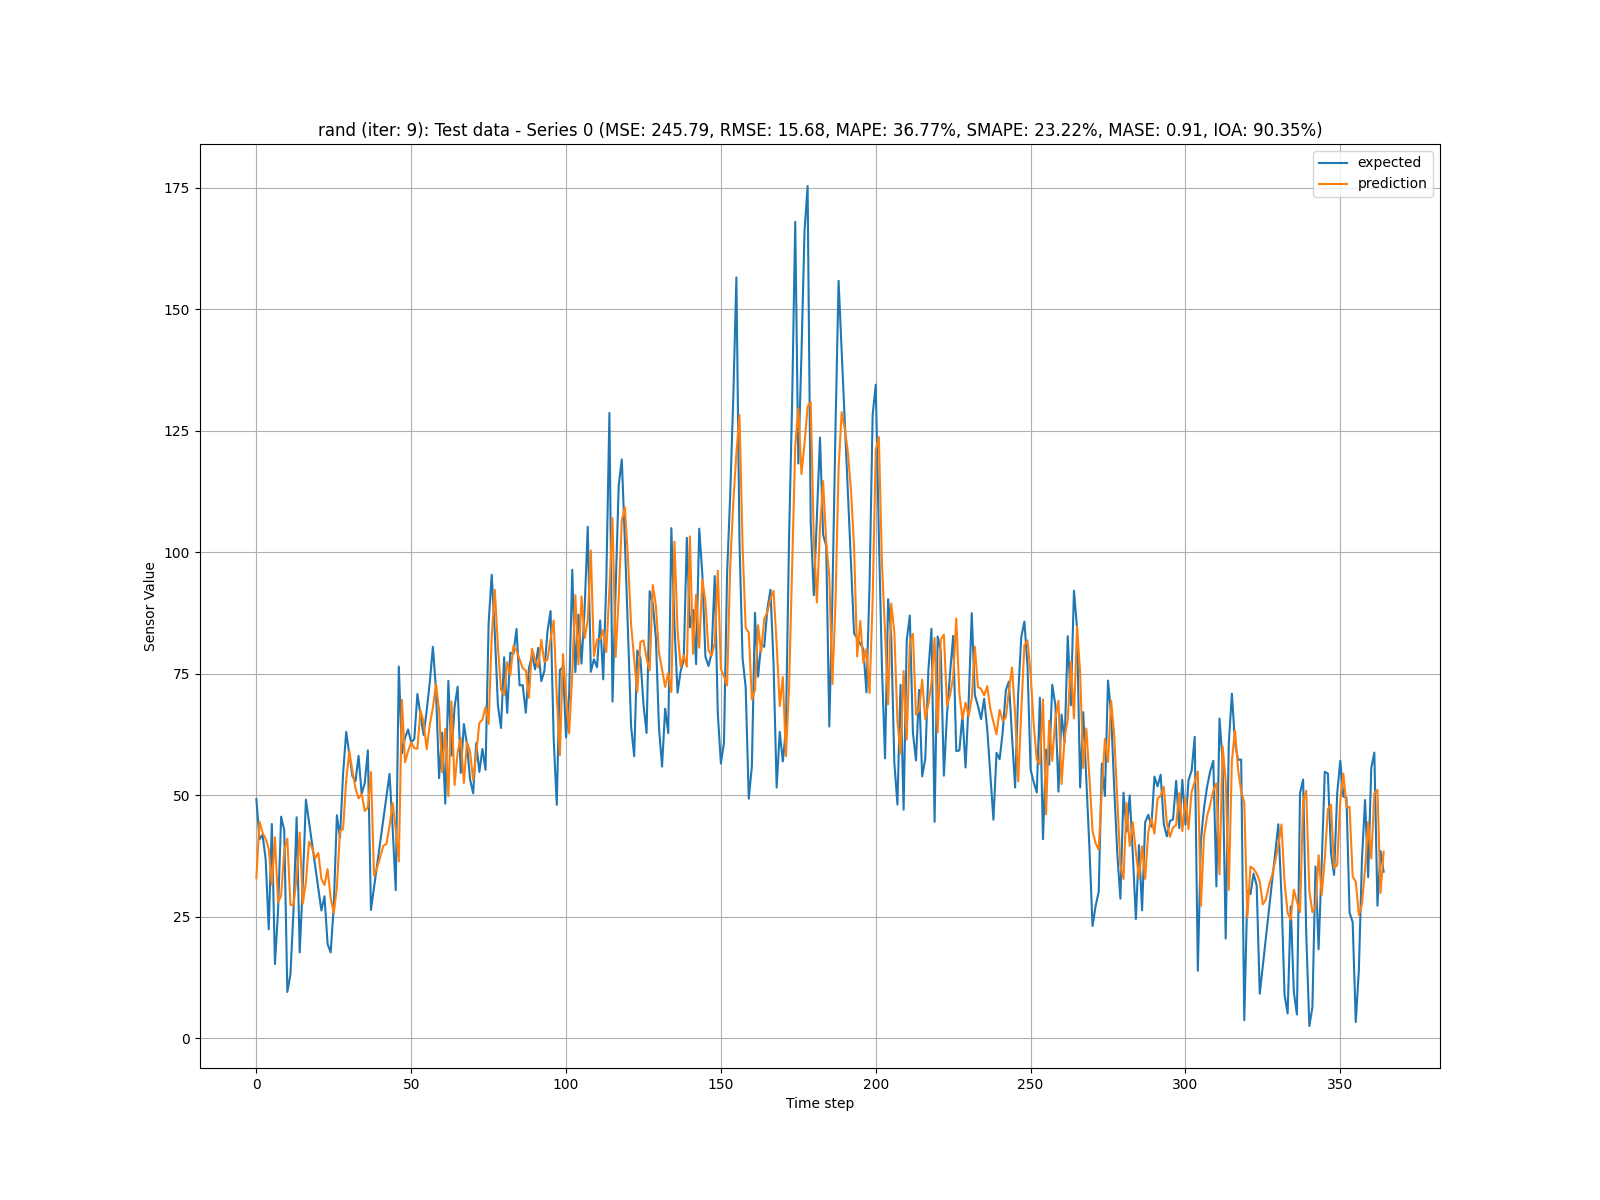 rand (iter: 9): Test data - Series 0 (MSE: 245.79, RMSE: 15.68, MAPE: 36.77%, SMAPE: 23.22%, MASE: 0.91, IOA: 90.35%)
expected
prediction
175
150
125
100
75
50
25
0
Sensor Value
0 50 100 150 200 250 300 350
Time step